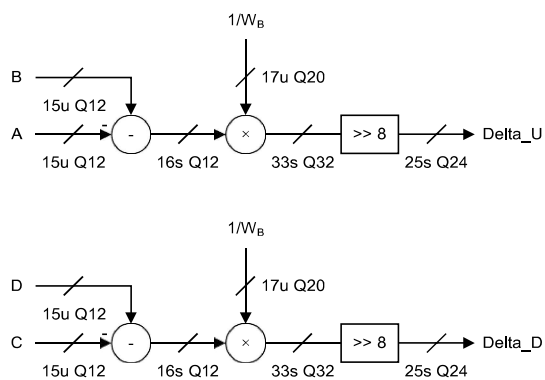 1/W_B
B
17u Q20
15u Q12
A
-
-
×
>> 8
Delta_U
15u Q12
16s Q12
33s Q32
25s Q24
1/W_B
D
17u Q20
15u Q12
C
-
-
×
>> 8
Delta_D
15u Q12
16s Q12
33s Q32
25s Q24